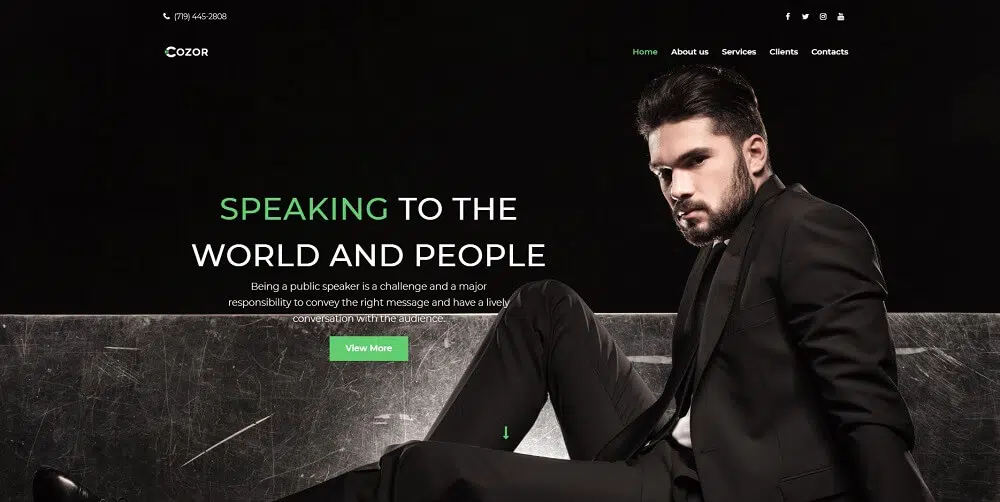 (719) 445-2808
COZOR
Home About us Services Clients Contacts
SPEAKING TO THE
WORLD AND PEOPLE
Being a public speaker is a challenge and a major
responsibility to convey the right message and have a lively
conversation with the audience.
View More